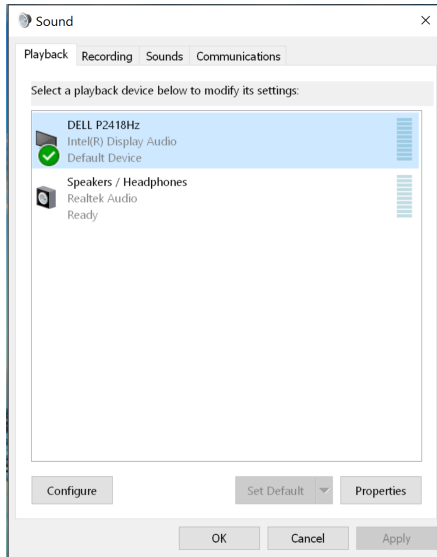 Sound
Playback Recording Sounds Communications
Select a playback device below to modify its settings:
DELL P2418Hz
Intel(R) Display Audio
Default Device
Speakers / Headphones
Realtek Audio
Ready
Configure Set Default Properties
OK Cancel Apply